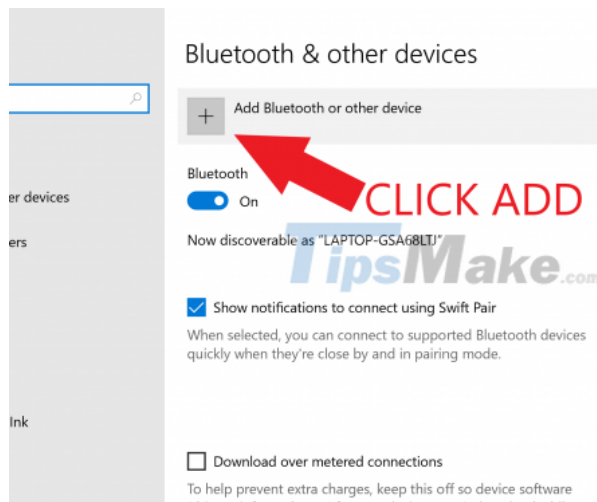 Bluetooth & other devices
Add Bluetooth or other device
Bluetooth
CLICK ADD
er devices
On
ers
Now discoverable as "LAPTOP-GSA68LTJ"
TipsMake.com
Show notifications to connect using Swift Pair
When selected, you can connect to supported Bluetooth devices
quickly when they're close by and in pairing mode.
Ink
Download over metered connections
To help prevent extra charges, keep this off so device software